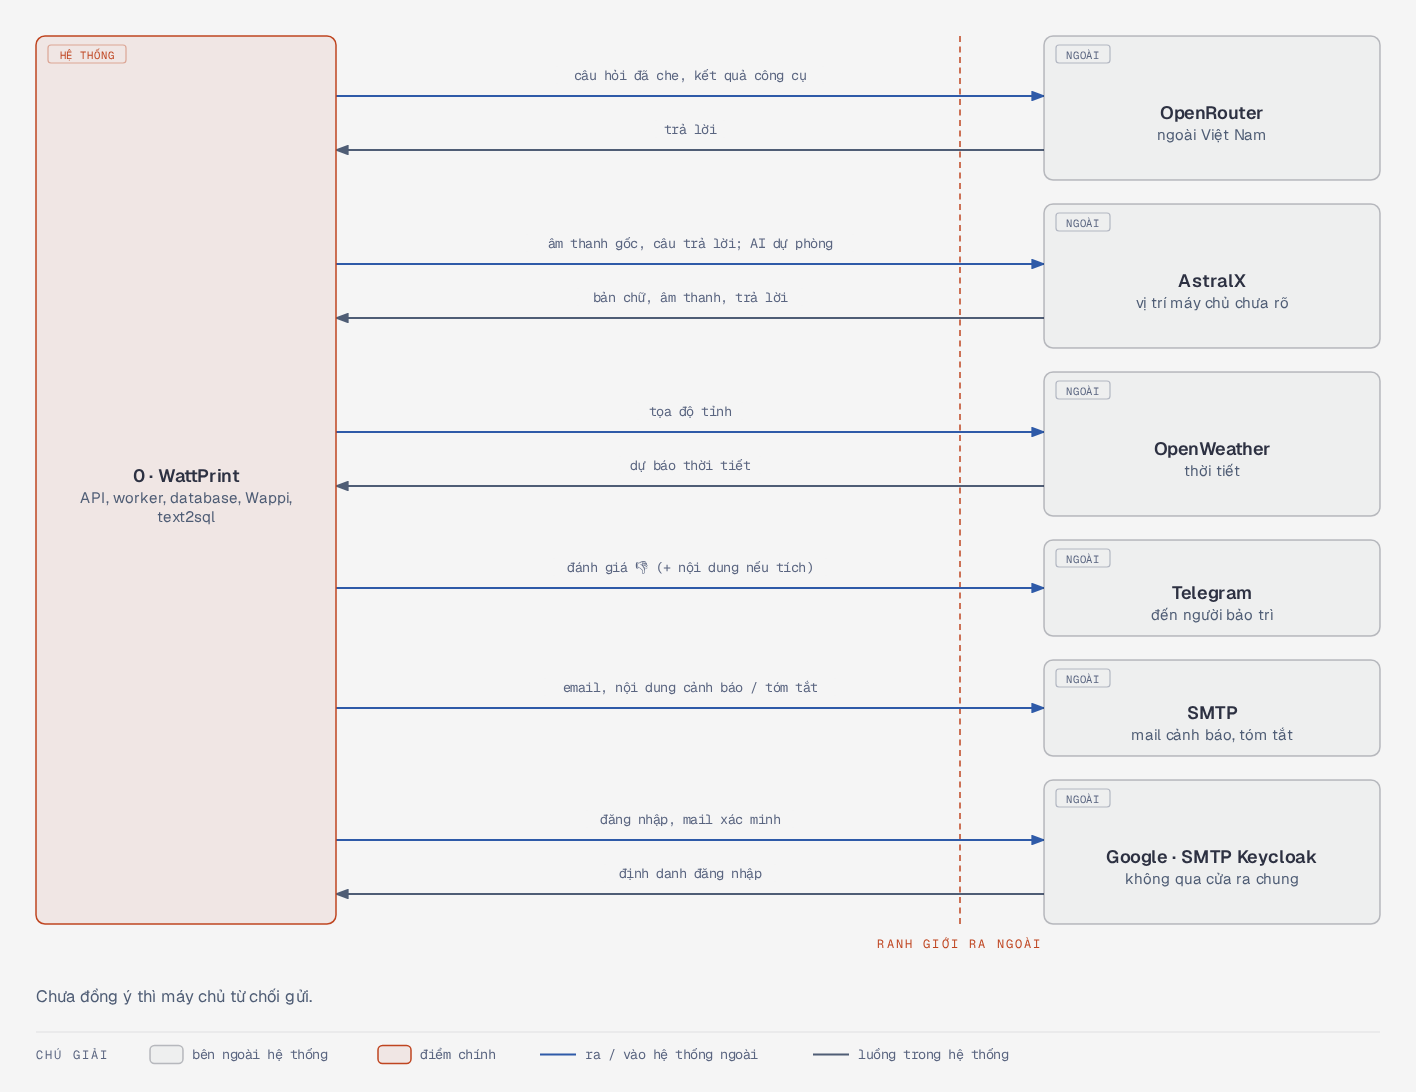 HỆ THỐNG
NGOÀI
câu hỏi đã che, kết quả công cụ
OpenRouter
ngoài Việt Nam
trả lời
NGOÀI
âm thanh gốc, câu trả lời; AI dự phòng
AstralX
vị trí máy chủ chưa rõ
bản chữ, âm thanh, trả lời
NGOÀI
tọa độ tỉnh
OpenWeather
thời tiết
dự báo thời tiết
0 · WattPrint
API, worker, database, Wappi,
text2sql
NGOÀI
đánh giá 👎 (+ nội dung nếu tích)
Telegram
đến người bảo trì
NGOÀI
email, nội dung cảnh báo / tóm tắt
SMTP
mail cảnh báo, tóm tắt
NGOÀI
đăng nhập, mail xác minh
Google · SMTP Keycloak
không qua cửa ra chung
định danh đăng nhập
RANH GIỚI RA NGOÀI
Chưa đồng ý thì máy chủ từ chối gửi.
CHÚ GIẢI
bên ngoài hệ thống
điểm chính
ra / vào hệ thống ngoài
luồng trong hệ thống